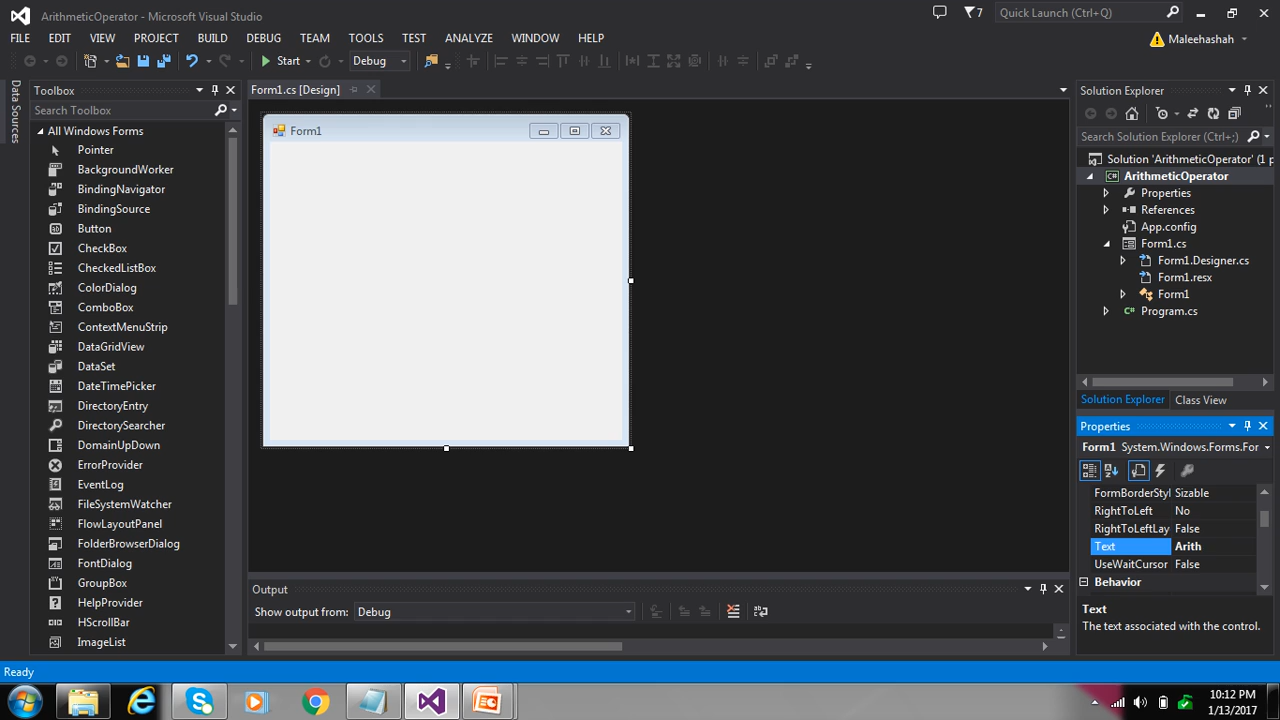 ArithmeticOperator - Microsoft Visual Studio
7
Quick Launch (Ctrl+Q)
FILE EDIT VIEW PROJECT BUILD DEBUG TEAM TOOLS TEST ANALYZE WINDOW HELP
Maleehashah
Start
Debug
Data Sources
Toolbox
Search Toolbox
All Windows Forms
Pointer
BackgroundWorker
BindingNavigator
BindingSource
Button
CheckBox
CheckedListBox
ColorDialog
ComboBox
ContextMenuStrip
DataGridView
DataSet
DateTimePicker
DirectoryEntry
DirectorySearcher
DomainUpDown
ErrorProvider
EventLog
FileSystemWatcher
FlowLayoutPanel
FolderBrowserDialog
FontDialog
GroupBox
HelpProvider
HScrollBar
ImageList
Form1.cs [Design]
Form1
Output
Show output from: Debug
Solution Explorer
Search Solution Explorer (Ctrl+;)
Solution 'ArithmeticOperator' (1 p
ArithmeticOperator
Properties
References
App.config
Form1.cs
Form1.Designer.cs
Form1.resx
Form1
Program.cs
Solution Explorer Class View
Properties
Form1 System.Windows.Forms.For
FormBorderStyl Sizable
RightToLeft No
RightToLeftLay False
Text Arith
UseWaitCursor False
Behavior
Text
The text associated with the control.
Ready
10:12 PM
1/13/2017